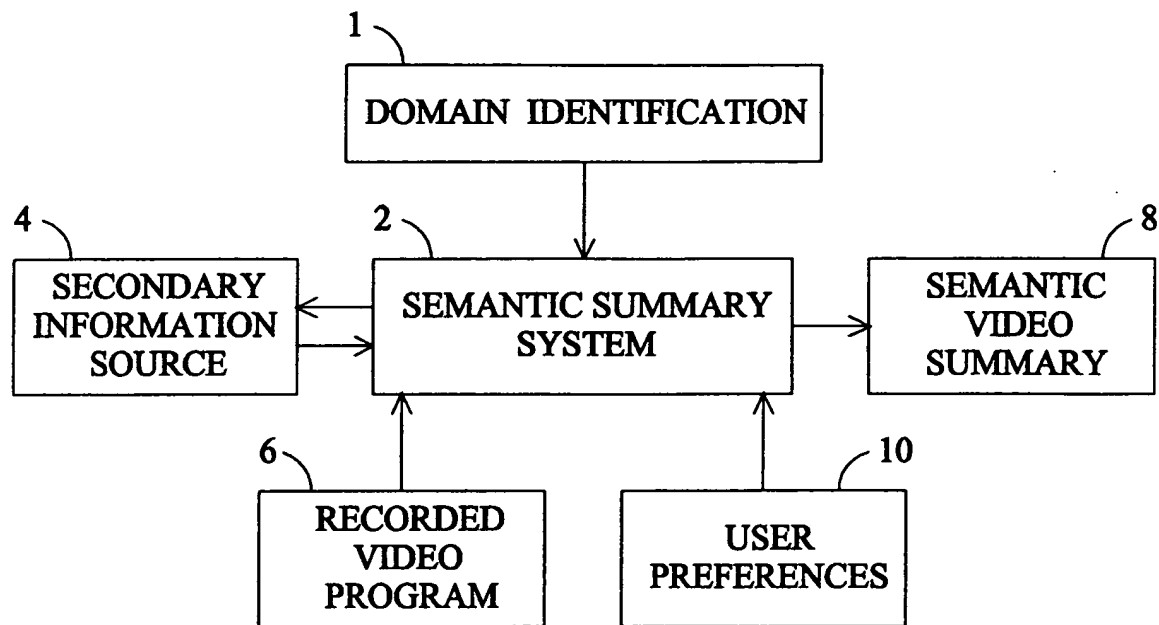 1
DOMAIN IDENTIFICATION
4
SECONDARY
INFORMATION
SOURCE
2
SEMANTIC SUMMARY
SYSTEM
8
SEMANTIC
VIDEO
SUMMARY
6
RECORDED
VIDEO
PROGRAM
10
USER
PREFERENCES